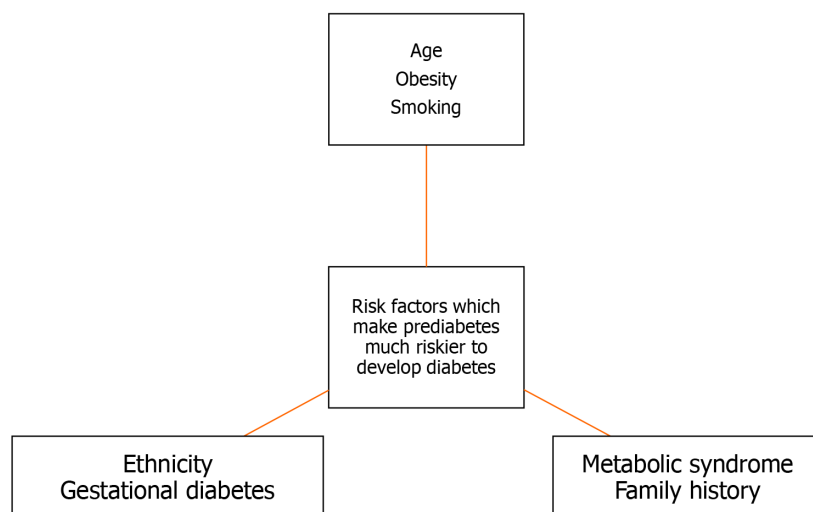 Age
Obesity
Smoking
Risk factors which
make prediabetes
much riskier to
develop diabetes
Ethnicity
Gestational diabetes
Metabolic syndrome
Family history